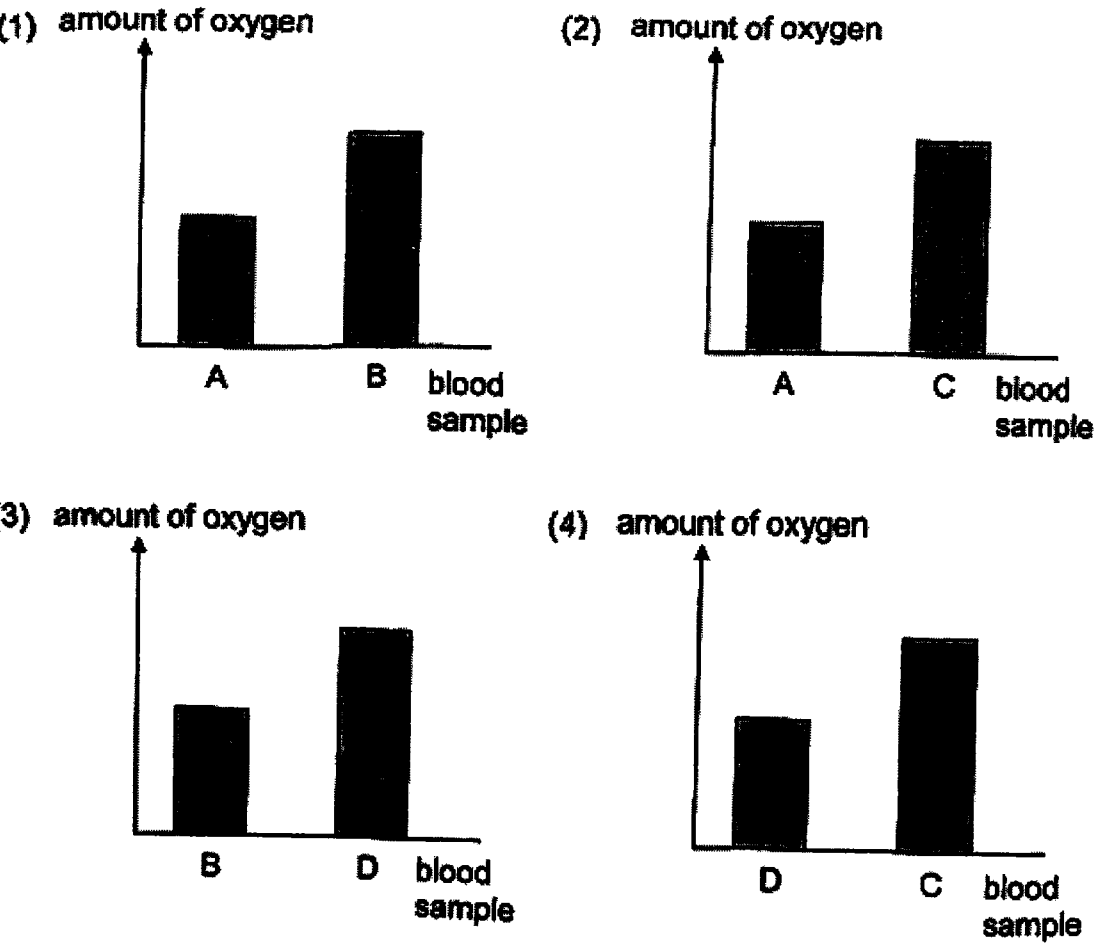 (1) amount of oxygen
A B blood
sample
(2) amount of oxygen
A C blood
sample
(3) amount of oxygen
B D blood
sample
(4) amount of oxygen
D C blood
sample